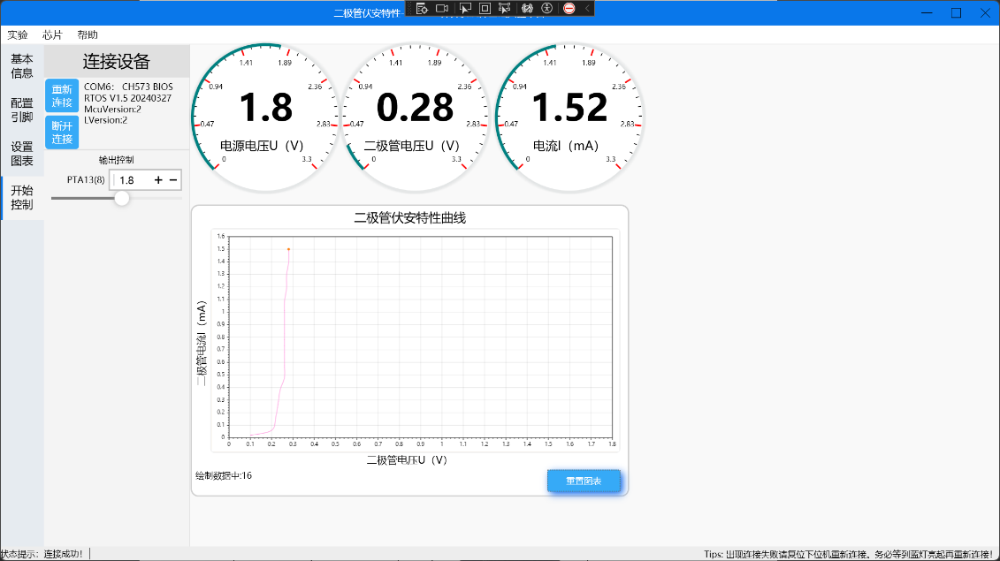 二极管伏安特性
实验 芯片 帮助
基本
信息
配置
引脚
设置
图表
开始
控制
连接设备
重新
连接
断开
连接
COM6： CH573 BIOS
RTOS V1.5 20240327
McuVersion:2
LVersion:2
输出控制
PTA13(8) 1.8 + −
0 0.47 0.94 1.41 1.89 2.36 2.83 3.3
1.8
电源电压U（V）
0 0.47 0.94 1.41 1.89 2.36 2.83 3.3
0.28
二极管电压U（V）
0 0.47 0.94 1.41 1.89 2.36 2.83 3.3
1.52
电流I（mA）
二极管伏安特性曲线
二极管电流I（mA）
1.6
1.5
1.4
1.3
1.2
1.1
1
0.9
0.8
0.7
0.6
0.5
0.4
0.3
0.2
0.1
0
0 0.1 0.2 0.3 0.4 0.5 0.6 0.7 0.8 0.9 1 1.1 1.2 1.3 1.4 1.5 1.6 1.7 1.8
二极管电压U（V）
绘制数据中:16
重置图表
状态提示: 连接成功!
Tips: 出现连接失败请复位下位机重新连接。务必等到蓝灯亮起再重新连接!